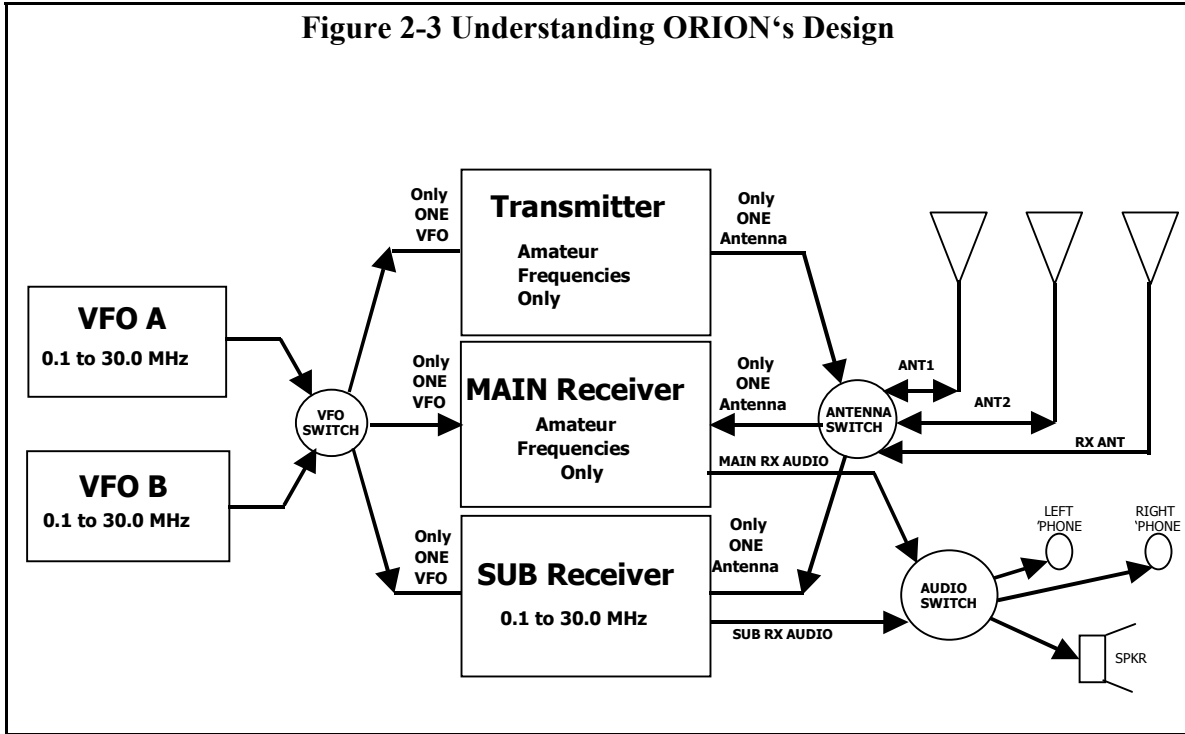 Figure 2-3 Understanding ORION‘s Design
VFO A
0.1 to 30.0 MHz
VFO B
0.1 to 30.0 MHz
VFO
SWITCH
Only
ONE
VFO
Transmitter
Amateur
Frequencies
Only
Only
ONE
Antenna
Only
ONE
VFO
MAIN Receiver
Amateur
Frequencies
Only
Only
ONE
Antenna
MAIN RX AUDIO
Only
ONE
VFO
SUB Receiver
0.1 to 30.0 MHz
Only
ONE
Antenna
SUB RX AUDIO
ANTENNA
SWITCH
ANT1
ANT2
RX ANT
AUDIO
SWITCH
LEFT
'PHONE
RIGHT
‘PHONE
SPKR